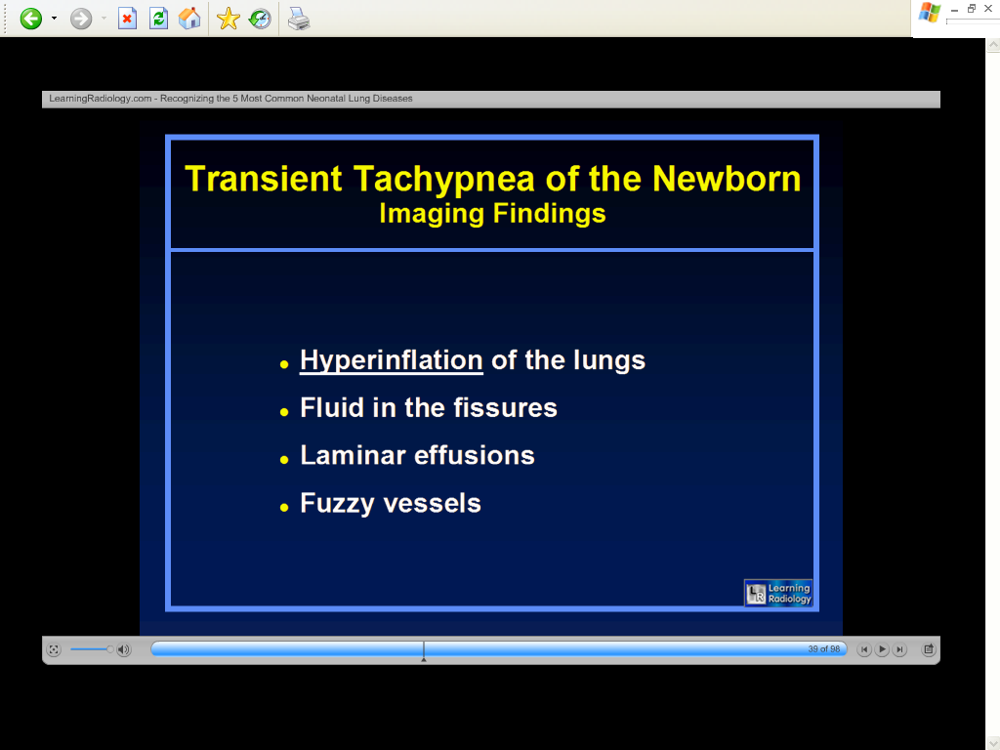 LearningRadiology.com - Recognizing the 5 Most Common Neonatal Lung Diseases
Transient Tachypnea of the Newborn
Imaging Findings
• Hyperinflation of the lungs
• Fluid in the fissures
• Laminar effusions
• Fuzzy vessels
LR Learning
Radiology
39 of 98